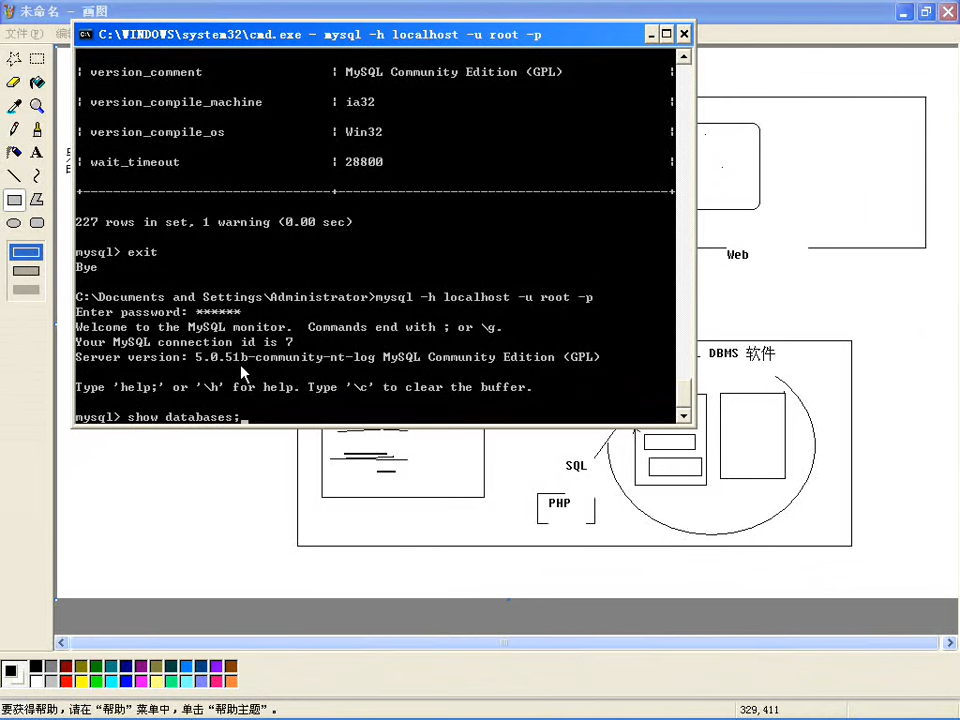 未命名 - 画图
文件(F)
C:\WINDOWS\system32\cmd.exe - mysql -h localhost -u root -p
| version_comment | MySQL Community Edition (GPL) |
| version_compile_machine | ia32 |
| version_compile_os | Win32 |
| wait_timeout | 28800 |
227 rows in set, 1 warning (0.00 sec)
mysql> exit
Bye
C:\Documents and Settings\Administrator>mysql -h localhost -u root -p
Enter password: ******
Welcome to the MySQL monitor.  Commands end with ; or \g.
Your MySQL connection id is 7
Server version: 5.0.51b-community-nt-log MySQL Community Edition (GPL)
Type 'help;' or '\h' for help. Type '\c' to clear the buffer.
mysql> show databases;
Web
DBMS 软件
SQL
PHP
要获得帮助，请在“帮助”菜单中，单击“帮助主题”。
329,411